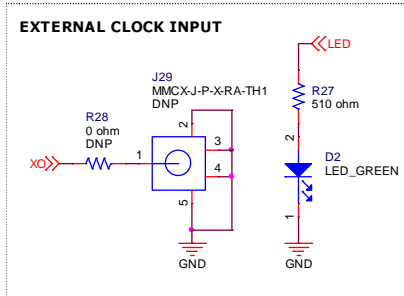 EXTERNAL CLOCK INPUT
LED
J29
MMCX-J-P-X-RA-TH1
DNP
R27
510 ohm
R28
0 ohm
DNP
2
3
4
1
XO
5
2
D2
LED_GREEN
1
GND
GND